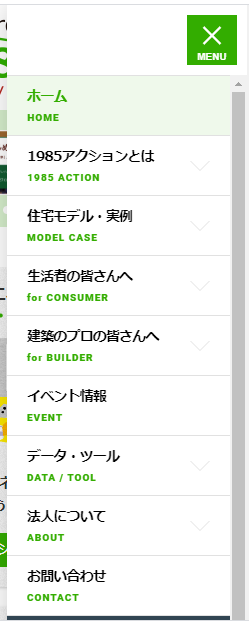 MENU
ホーム
HOME
1985アクションとは
1985 ACTION
住宅モデル・実例
MODEL CASE
生活者の皆さんへ
for CONSUMER
建築のプロの皆さんへ
for BUILDER
イベント情報
EVENT
データ・ツール
DATA / TOOL
法人について
ABOUT
お問い合わせ
CONTACT